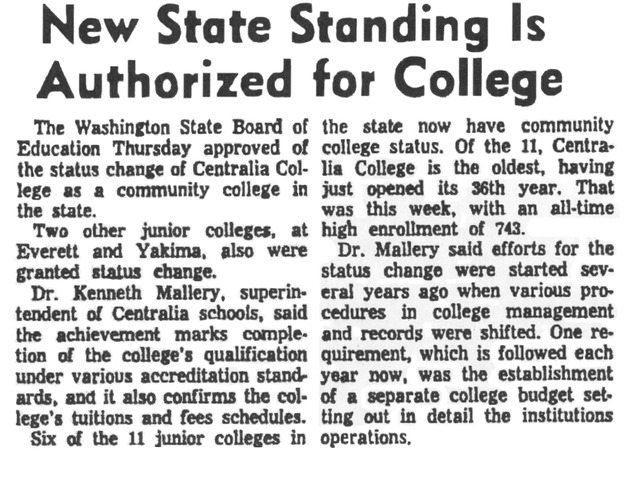 New State Standing Is
Authorized for College
The Washington State Board of
Education Thursday approved of
the status change of Centralia Col-
lege as a community college in
the state.
Two other junior colleges, at
Everett and Yakima, also were
granted status change.
Dr. Kenneth Mallery, superin-
tendent of Centralia schools, said
the achievement marks comple-
tion of the college's qualification
under various accreditation stand-
ards, and it also confirms the col-
lege's tuitions and fees schedules.
Six of the 11 junior colleges in
the state now have community
college status. Of the 11, Centra-
lia College is the oldest, having
just opened its 36th year. That
was this week, with an all-time
high enrollment of 743.
Dr. Mallery said efforts for the
status change were started sev-
eral years ago when various pro-
cedures in college management
and records were shifted. One re-
quirement, which is followed each
year now, was the establishment
of a separate college budget set-
ting out in detail the institutions
operations.